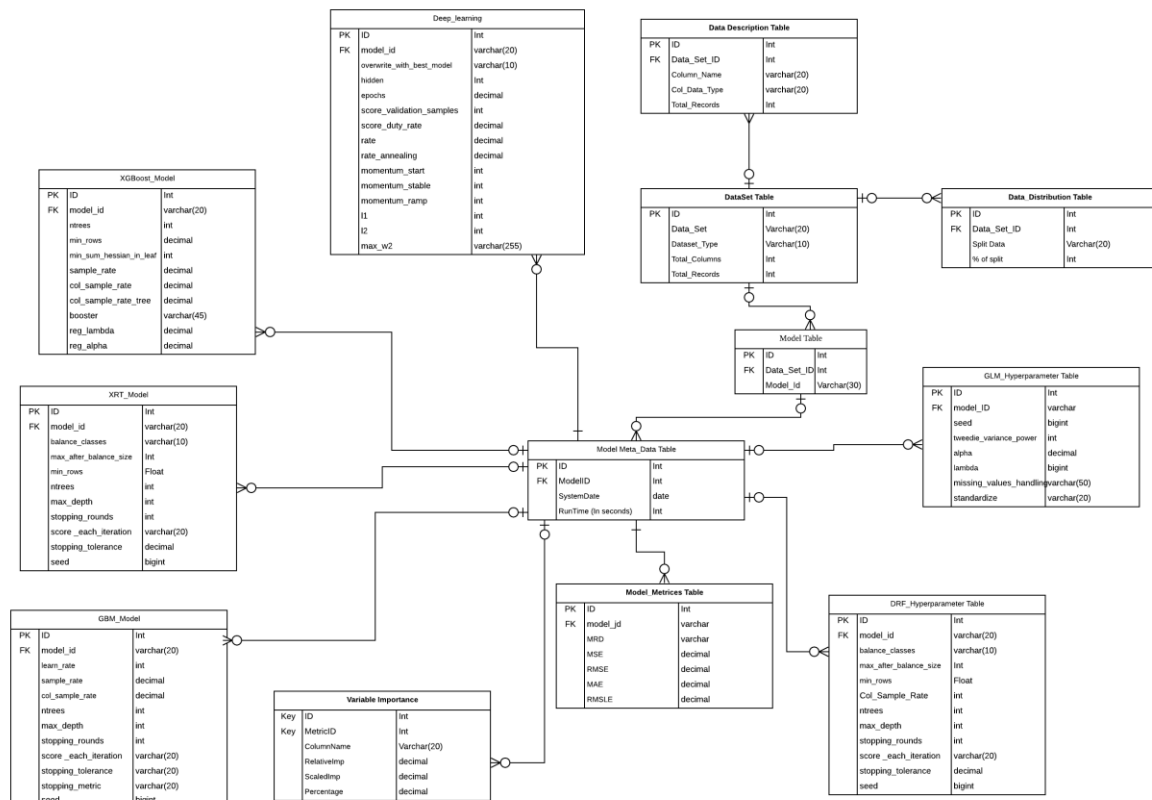 Deep_learning
PK ID Int
FK model_id varchar(20)
overwrite_with_best_model varchar(10)
hidden Int
epochs decimal
score_validation_samples int
score_duty_rate decimal
rate decimal
rate_annealing decimal
momentum_start int
momentum_stable int
momentum_ramp int
l1 int
l2 int
max_w2 varchar(255)
Data Description Table
PK ID Int
FK Data_Set_ID Int
Column_Name varchar(20)
Col_Data_Type varchar(20)
Total_Records Int
XGBoost_Model
PK ID Int
FK model_id varchar(20)
ntrees int
min_rows decimal
min_sum_hessian_in_leaf int
sample_rate decimal
col_sample_rate decimal
col_sample_rate_tree decimal
booster varchar(45)
reg_lambda decimal
reg_alpha decimal
DataSet Table
PK ID Int
Data_Set Varchar(20)
Dataset_Type Varchar(10)
Total_Columns Int
Total_Records Int
Data_Distribution Table
PK ID Int
FK Data_Set_ID Int
Split Data Varchar(20)
% of split Int
Model Table
PK ID Int
FK Data_Set_ID Int
Model_Id Varchar(30)
GLM_Hyperparameter Table
PK ID Int
FK model_ID varchar
seed bigint
tweedie_variance_power int
alpha decimal
lambda bigint
missing_values_handling varchar(50)
standardize varchar(20)
XRT_Model
PK ID Int
FK model_id varchar(20)
balance_classes varchar(10)
max_after_balance_size Int
min_rows Float
ntrees int
max_depth int
stopping_rounds int
score _each_iteration varchar(20)
stopping_tolerance decimal
seed bigint
Model Meta_Data Table
PK ID Int
FK ModelID Int
SystemDate date
RunTime (In seconds) Int
Model_Metrices Table
PK ID Int
FK model_jd varchar
MRD varchar
MSE decimal
RMSE decimal
MAE decimal
RMSLE decimal
DRF_Hyperparameter Table
PK ID Int
FK model_id varchar(20)
balance_classes varchar(10)
max_after_balance_size Int
min_rows Float
Col_Sample_Rate int
ntrees int
max_depth int
stopping_rounds int
score _each_iteration varchar(20)
stopping_tolerance decimal
seed bigint
GBM_Model
PK ID Int
FK model_id varchar(20)
learn_rate int
sample_rate decimal
col_sample_rate decimal
ntrees int
max_depth int
stopping_rounds int
score _each_iteration varchar(20)
stopping_tolerance varchar(20)
stopping_metric varchar(20)
seed bigint
Variable Importance
Key ID Int
Key MetricID Int
ColumnName Varchar(20)
RelativeImp decimal
ScaledImp decimal
Percentage decimal